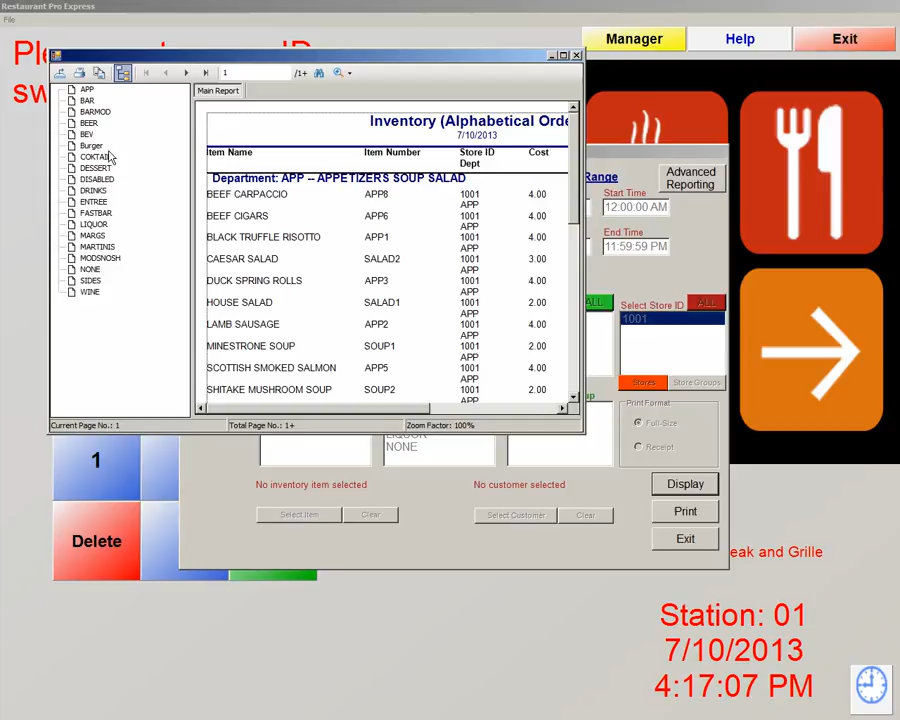 Restaurant Pro Express
File
Manager
Help
Exit
1
/1+
Main Report
APP
BAR
BARMOD
BEER
BEV
Burger
DESSERT
DISABLED
DRINKS
ENTREE
FASTBAR
LIQUOR
MARGS
MARTINIS
MODSNOSH
NONE
SIDES
WINE
Inventory (Alphabetical Orde
7/10/2013
Item Name Item Number Store ID Cost
Dept
Department: APP -- APPETIZERS SOUP SALAD
BEEF CARPACCIO APP8 1001 4.00
APP
BEEF CIGARS APP6 1001 4.00
APP
BLACK TRUFFLE RISOTTO APP1 1001 4.00
APP
CAESAR SALAD SALAD2 1001 3.00
APP
DUCK SPRING ROLLS APP3 1001 4.00
APP
HOUSE SALAD SALAD1 1001 2.00
APP
LAMB SAUSAGE APP2 1001 4.00
APP
MINESTRONE SOUP SOUP1 1001 2.00
APP
SCOTTISH SMOKED SALMON APP5 1001 4.00
APP
SHITAKE MUSHROOM SOUP SOUP2 1001 2.00
APP
Current Page No.: 1 Total Page No.: 1+ Zoom Factor: 100%
Range
Advanced
Reporting
Start Time
12:00:00 AM
End Time
11:59:59 PM
ALL
Select Store ID
ALL
1001
Stores
Store Groups
up
Print Format
Full-Size
Receipt
LIQUOR
NONE
No inventory item selected
No customer selected
Select Item
Clear
Select Customer
Clear
Display
Print
Exit
1
Delete
eak and Grille
Station: 01
7/10/2013
4:17:07 PM